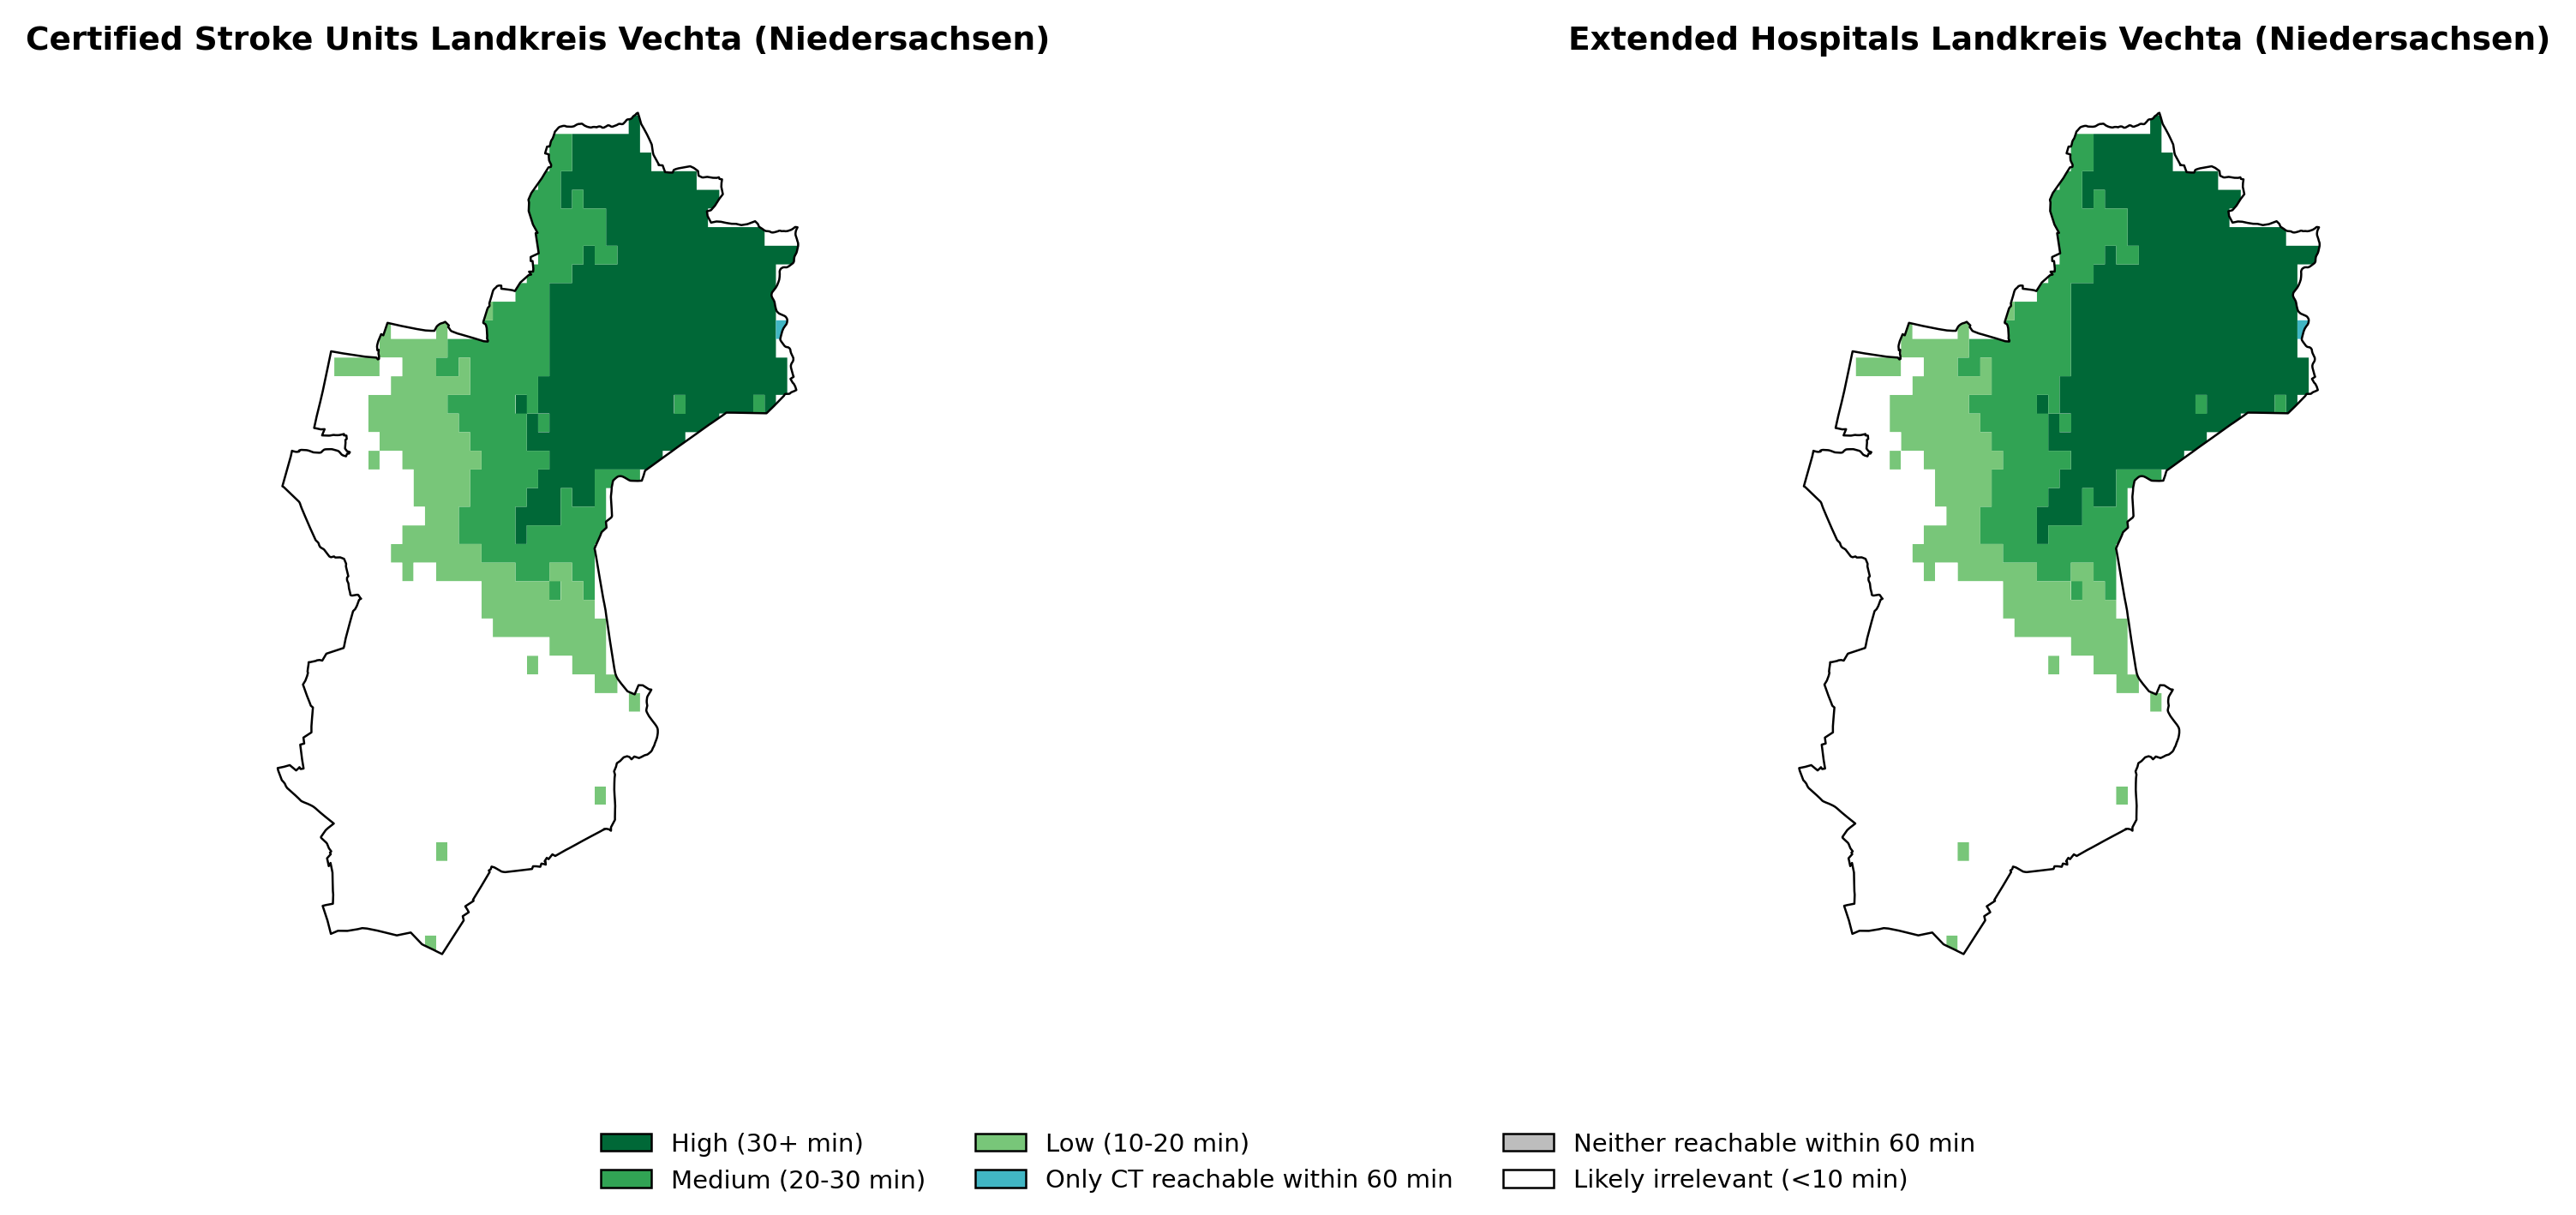 Certified Stroke Units Landkreis Vechta (Niedersachsen)
Extended Hospitals Landkreis Vechta (Niedersachsen)
High (30+ min)
Medium (20-30 min)
Low (10-20 min)
Only CT reachable within 60 min
Neither reachable within 60 min
Likely irrelevant (<10 min)